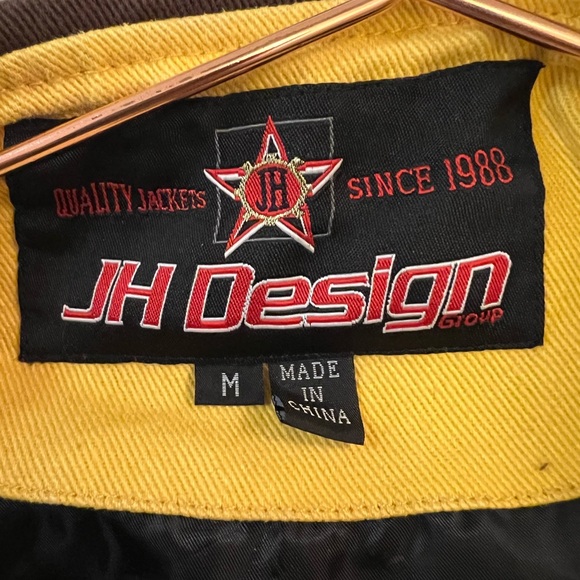 QUALITY JACKETS JH SINCE 1988
JH Design
GROUP
M
MADE
IN
CHINA